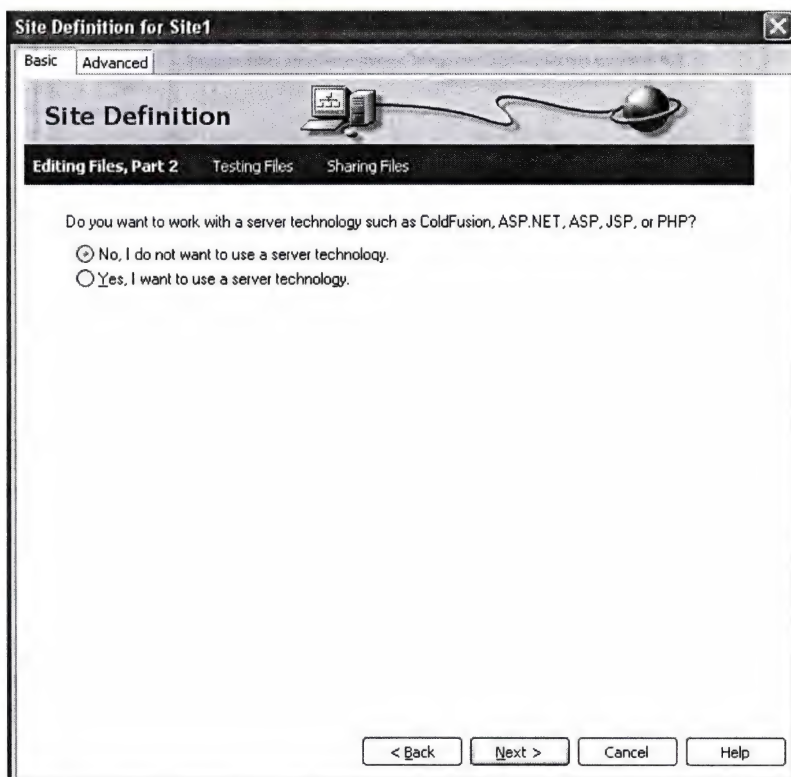 Site Definition for Site1
Basic Advanced
Site Definition
Editing Files, Part 2 Testing Files Sharing Files
Do you want to work with a server technology such as ColdFusion, ASP.NET, ASP, JSP, or PHP?
No, I do not want to use a server technology.
Yes, I want to use a server technology.
< Back Next > Cancel Help